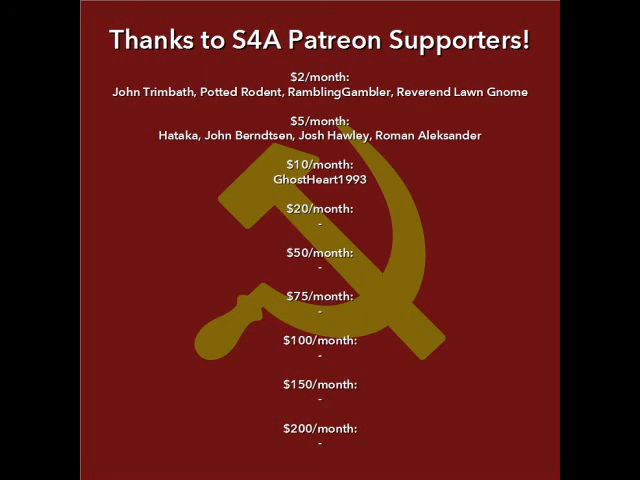 Thanks to S4A Patreon Supporters!
$2/month:
John Trimbath, Potted Rodent, RamblingGambler, Reverend Lawn Gnome
$5/month:
Hataka, John Berndtsen, Josh Hawley, Roman Aleksander
$10/month:
GhostHeart1993
$20/month:
-
$50/month:
-
$75/month:
-
$100/month:
-
$150/month:
-
$200/month:
-